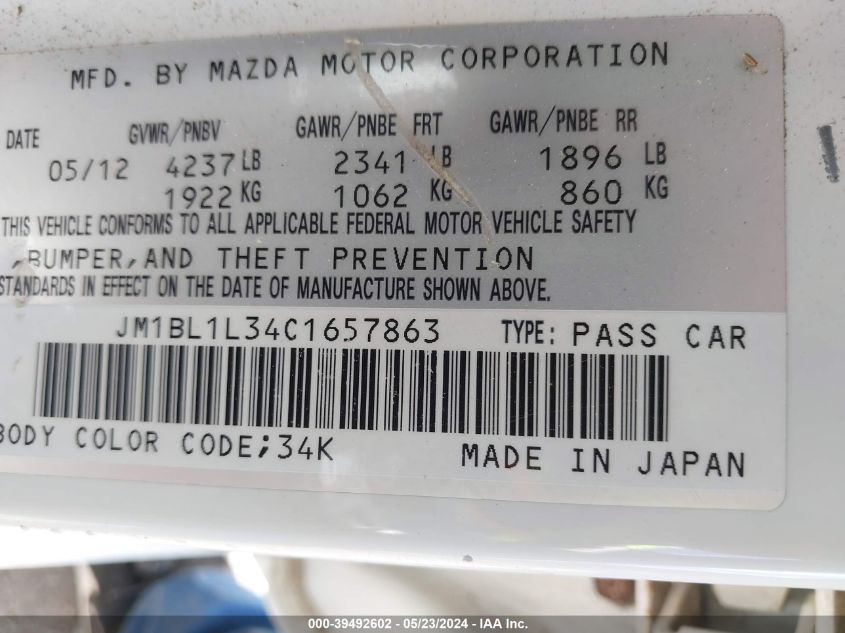 MFD. BY MAZDA MOTOR CORPORATION
DATE GVWR/PNBV GAWR/PNBE FRT GAWR/PNBE RR
05/12 4237 LB 2341 LB 1896 LB
1922 KG 1062 KG 860 KG
THIS VEHICLE CONFORMS TO ALL APPLICABLE FEDERAL MOTOR VEHICLE SAFETY
,BUMPER,AND THEFT PREVENTION
STANDARDS IN EFFECT ON THE DATE OF MANUFACTURE SHOWN ABOVE.
JM1BL1L34C1657863 TYPE: PASS CAR
BODY COLOR CODE;34K
MADE IN JAPAN
000-39492602 - 05/23/2024 - IAA Inc.